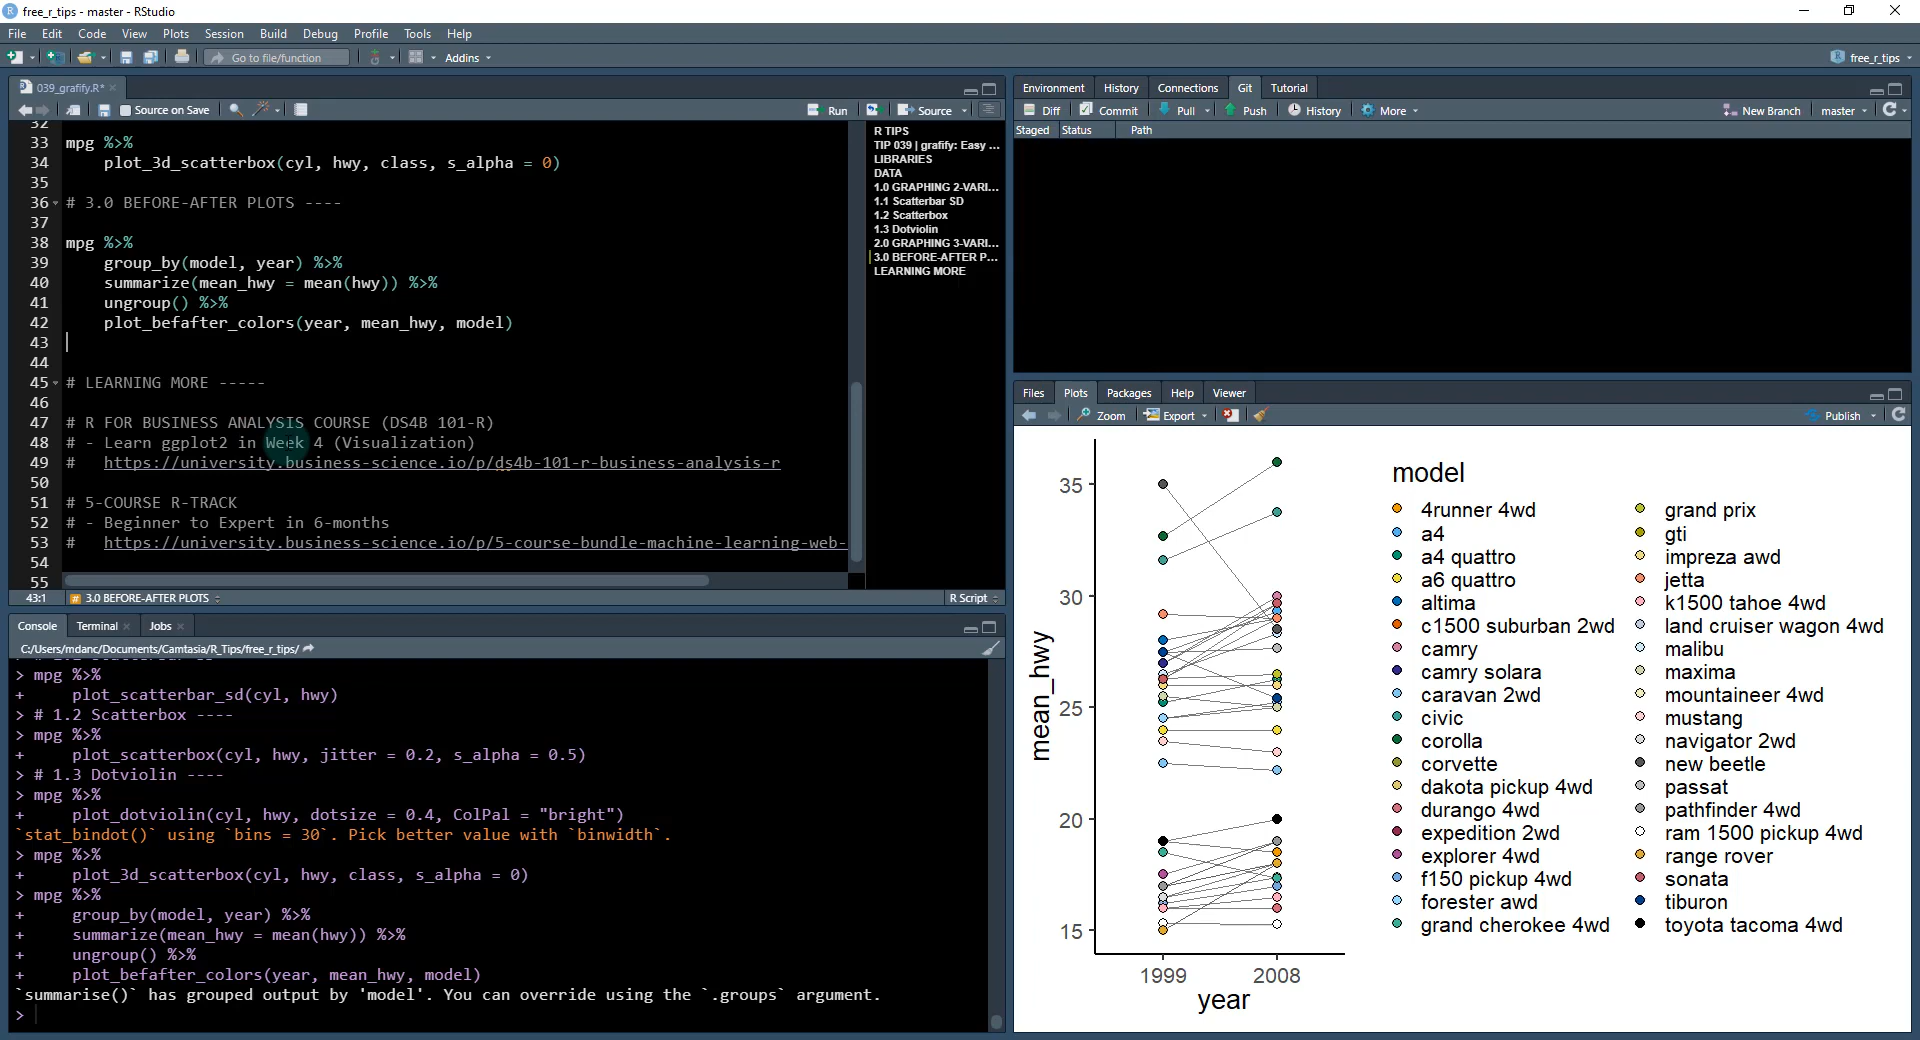 free_r_tips - master - RStudio
File Edit Code View Plots Session Build Debug Profile Tools Help
Go to file/function Addins free_r_tips
039_grafify.R*
Source on Save Run Source
32
33 mpg %>%
34 plot_3d_scatterbox(cyl, hwy, class, s_alpha = 0)
35
36 # 3.0 BEFORE-AFTER PLOTS ----
37
38 mpg %>%
39 group_by(model, year) %>%
40 summarize(mean_hwy = mean(hwy)) %>%
41 ungroup() %>%
42 plot_befafter_colors(year, mean_hwy, model)
43
44
45 # LEARNING MORE -----
46
47 # R FOR BUSINESS ANALYSIS COURSE (DS4B 101-R)
48 # - Learn ggplot2 in Week 4 (Visualization)
49 # https://university.business-science.io/p/ds4b-101-r-business-analysis-r
50
51 # 5-COURSE R-TRACK
52 # - Beginner to Expert in 6-months
53 # https://university.business-science.io/p/5-course-bundle-machine-learning-web-
54
55
43:1 # 3.0 BEFORE-AFTER PLOTS R Script
R TIPS
TIP 039 | grafify: Easy ...
LIBRARIES
DATA
1.0 GRAPHING 2-VARI...
1.1 Scatterbar SD
1.2 Scatterbox
1.3 Dotviolin
2.0 GRAPHING 3-VARI...
3.0 BEFORE-AFTER P...
LEARNING MORE
Console Terminal Jobs
C:/Users/mdanc/Documents/Camtasia/R_Tips/free_r_tips/
> mpg %>%
+ plot_scatterbar_sd(cyl, hwy)
> # 1.2 Scatterbox ----
> mpg %>%
+ plot_scatterbox(cyl, hwy, jitter = 0.2, s_alpha = 0.5)
> # 1.3 Dotviolin ----
> mpg %>%
+ plot_dotviolin(cyl, hwy, dotsize = 0.4, ColPal = "bright")
`stat_bindot()` using `bins = 30`. Pick better value with `binwidth`.
> mpg %>%
+ plot_3d_scatterbox(cyl, hwy, class, s_alpha = 0)
> mpg %>%
+ group_by(model, year) %>%
+ summarize(mean_hwy = mean(hwy)) %>%
+ ungroup() %>%
+ plot_befafter_colors(year, mean_hwy, model)
`summarise()` has grouped output by 'model'. You can override using the `.groups` argument.
>
Environment History Connections Git Tutorial
Diff Commit Pull Push History More New Branch master
Staged Status Path
Files Plots Packages Help Viewer
Zoom Export Publish
35
30
25
20
15
mean_hwy
1999 2008
year
model
4runner 4wd
a4
a4 quattro
a6 quattro
altima
c1500 suburban 2wd
camry
camry solara
caravan 2wd
civic
corolla
corvette
dakota pickup 4wd
durango 4wd
expedition 2wd
explorer 4wd
f150 pickup 4wd
forester awd
grand cherokee 4wd
grand prix
gti
impreza awd
jetta
k1500 tahoe 4wd
land cruiser wagon 4wd
malibu
maxima
mountaineer 4wd
mustang
navigator 2wd
new beetle
passat
pathfinder 4wd
ram 1500 pickup 4wd
range rover
sonata
tiburon
toyota tacoma 4wd